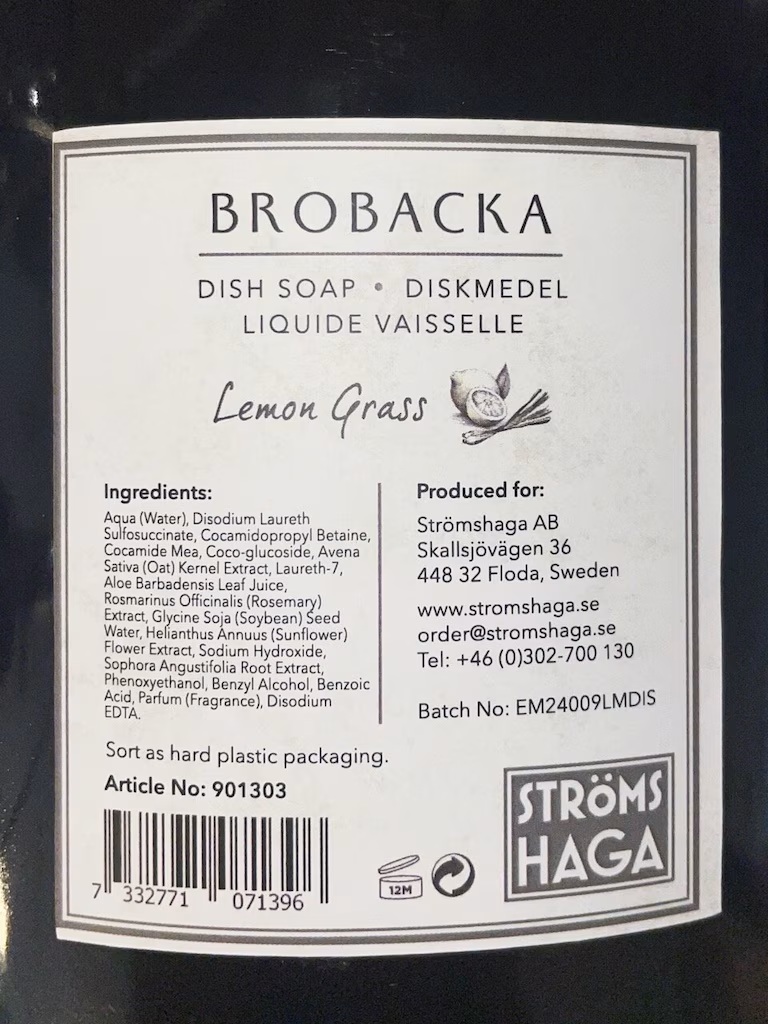 BROBACKA
DISH SOAP • DISKMEDEL
LIQUIDE VAISSELLE
Lemon Grass
Ingredients:
Aqua (Water), Disodium Laureth
Sulfosuccinate, Cocamidopropyl Betaine,
Cocamide Mea, Coco-glucoside, Avena
Sativa (Oat) Kernel Extract, Laureth-7,
Aloe Barbadensis Leaf Juice,
Rosmarinus Officinalis (Rosemary)
Extract, Glycine Soja (Soybean) Seed
Water, Helianthus Annuus (Sunflower)
Flower Extract, Sodium Hydroxide,
Sophora Angustifolia Root Extract,
Phenoxyethanol, Benzyl Alcohol, Benzoic
Acid, Parfum (Fragrance), Disodium
EDTA.
Sort as hard plastic packaging.
Article No: 901303
7 332771 071396
Produced for:
Strömshaga AB
Skallsjövägen 36
448 32 Floda, Sweden
www.stromshaga.se
order@stromshaga.se
Tel: +46 (0)302-700 130
Batch No: EM24009LMDIS
12M
STRÖMS
HAGA